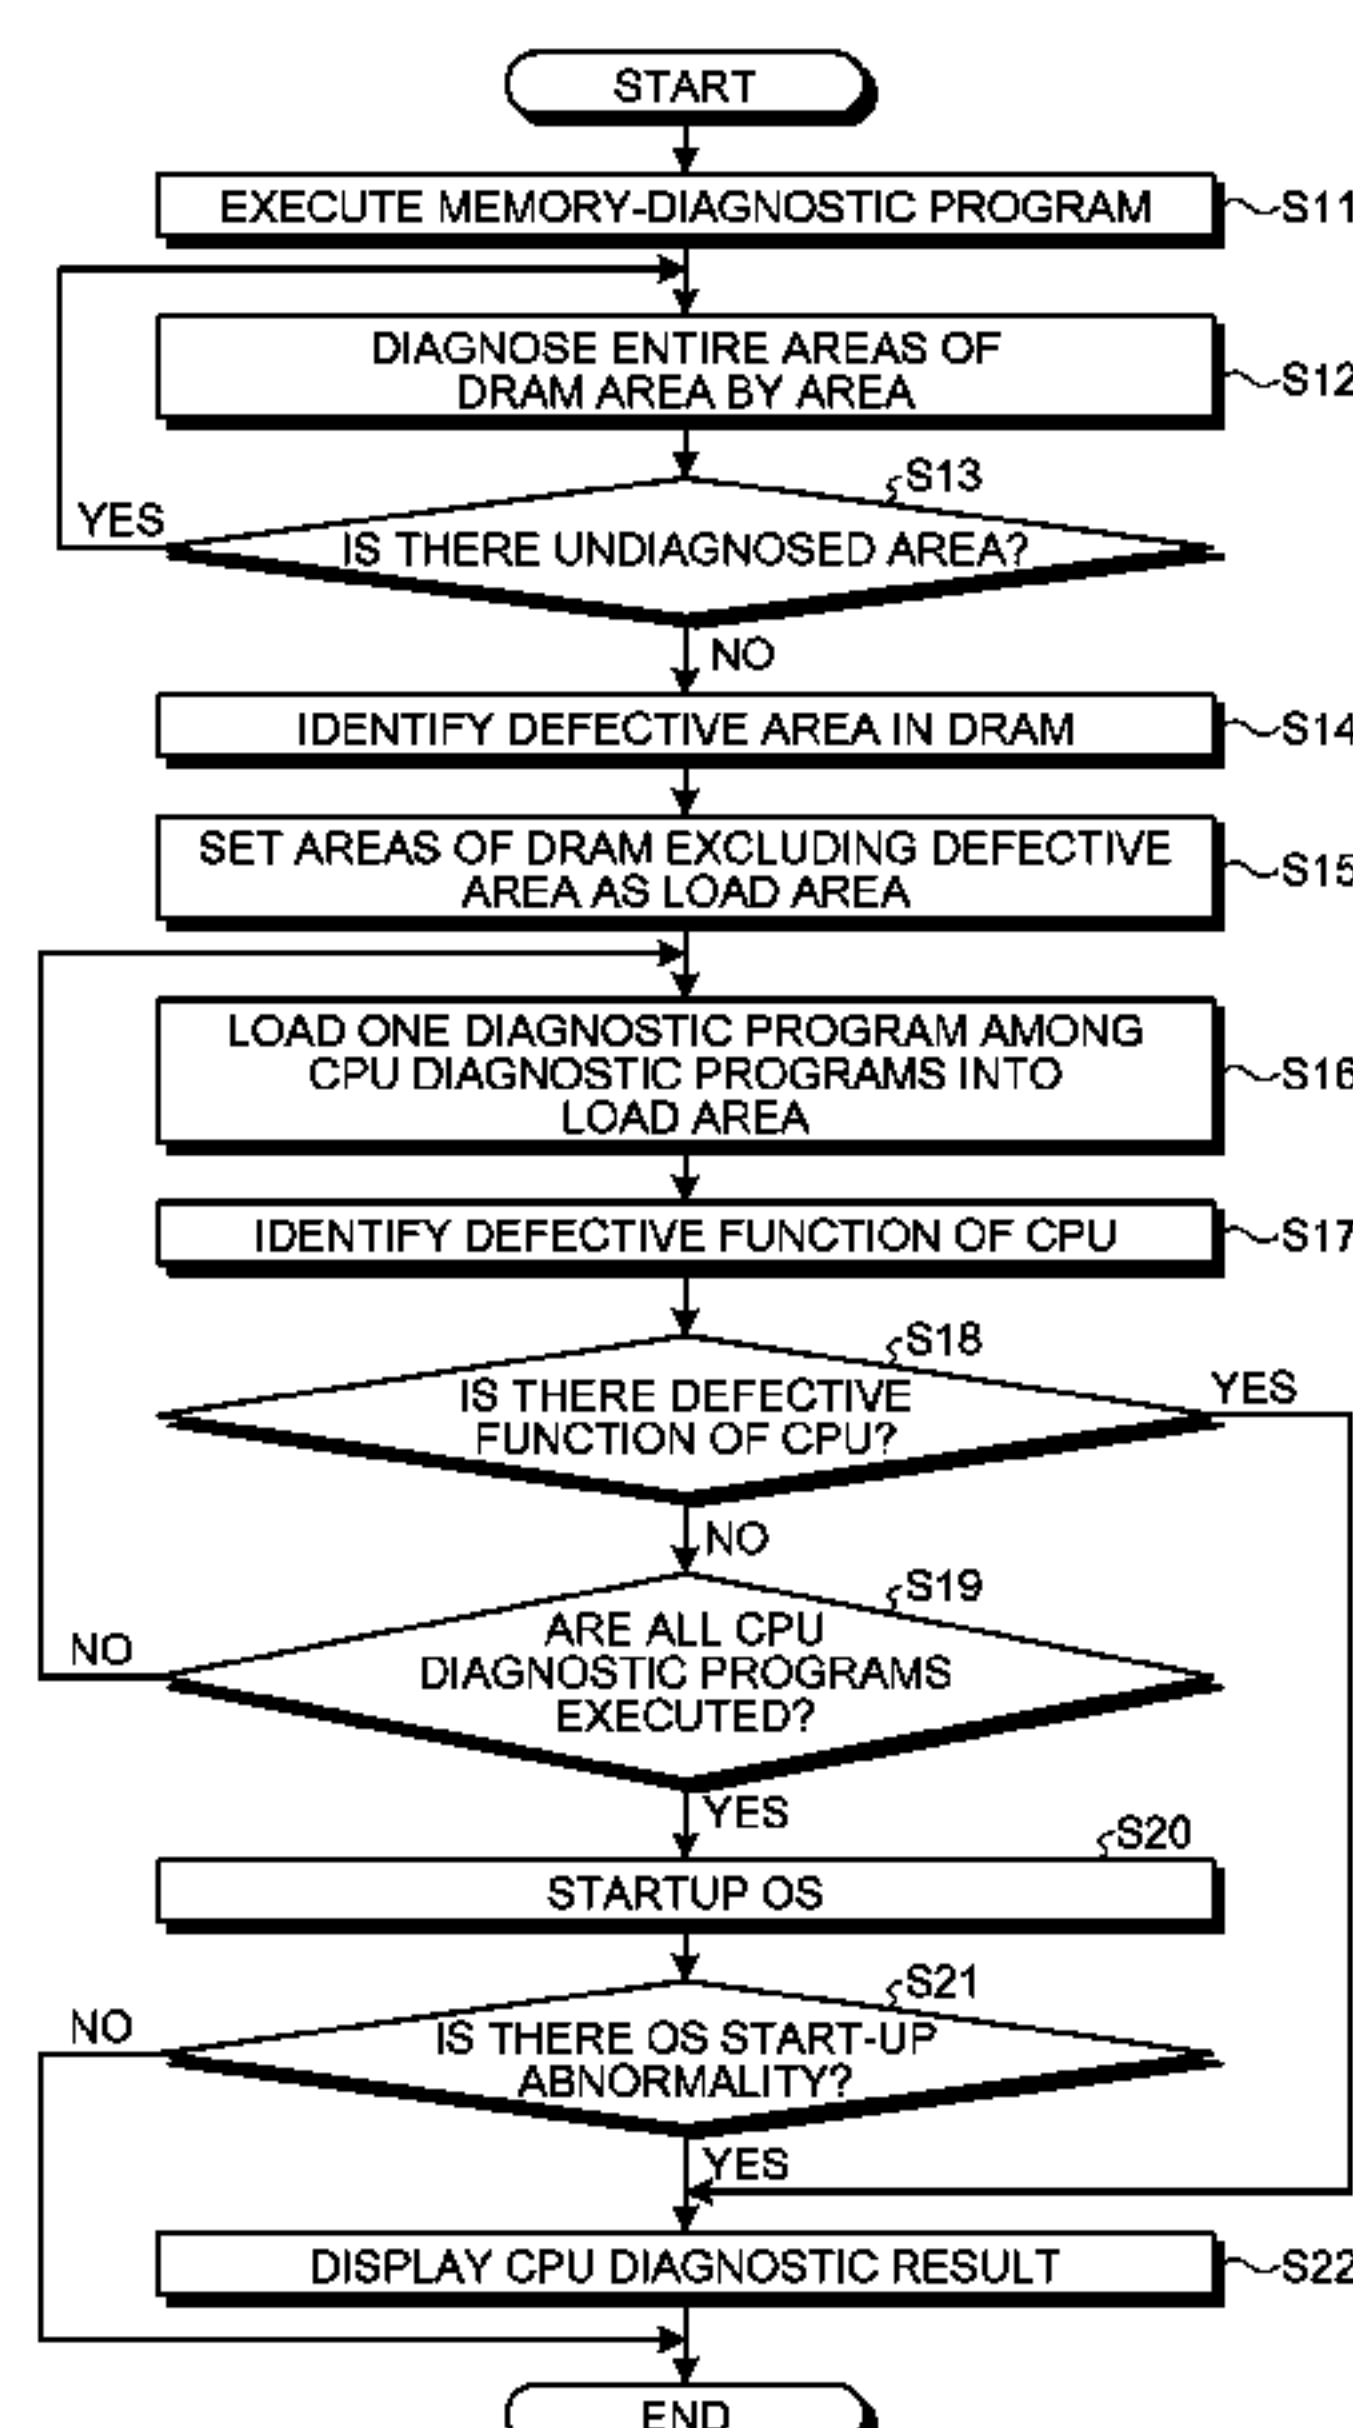 START
EXECUTE MEMORY-DIAGNOSTIC PROGRAM
S11
DIAGNOSE ENTIRE AREAS OF
DRAM AREA BY AREA
S12
S13
YES
IS THERE UNDIAGNOSED AREA?
NO
IDENTIFY DEFECTIVE AREA IN DRAM
S14
SET AREAS OF DRAM EXCLUDING DEFECTIVE
AREA AS LOAD AREA
S15
LOAD ONE DIAGNOSTIC PROGRAM AMONG
CPU DIAGNOSTIC PROGRAMS INTO
LOAD AREA
S16
IDENTIFY DEFECTIVE FUNCTION OF CPU
S17
S18
IS THERE DEFECTIVE
FUNCTION OF CPU?
YES
NO
S19
ARE ALL CPU
DIAGNOSTIC PROGRAMS
EXECUTED?
NO
YES
S20
STARTUP OS
S21
NO
IS THERE OS START-UP
ABNORMALITY?
YES
DISPLAY CPU DIAGNOSTIC RESULT
S22
END